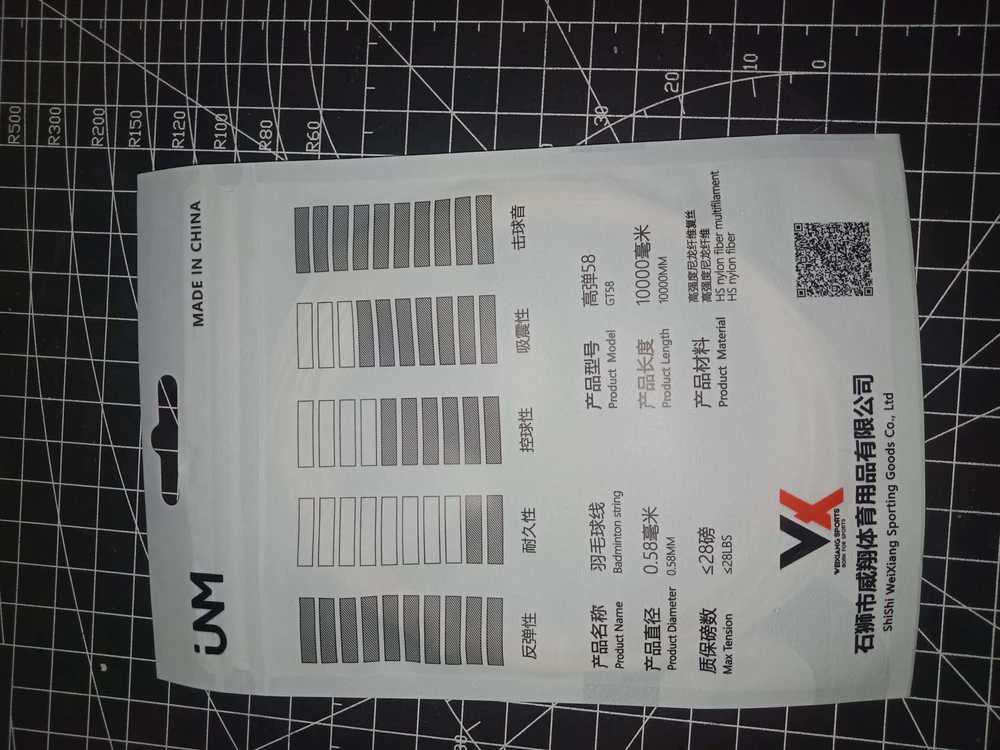 R500
R300
R200
R150
R120
R100
R80
R60
30
20
10
0
MADE IN CHINA
反弹性
耐久性
控球性
吸震性
击球音
产品名称
Product Name
羽毛球线
Badminton string
产品型号
Product Model
高弹58
GT58
产品直径
Product Diameter
0.58毫米
0.58MM
产品长度
Product Length
10000毫米
10000MM
质保磅数
Max Tension
≤28磅
≤28LBS
产品材料
Product Material
高强度尼龙纤维复丝
高强度尼龙纤维
HS nylon fiber multifilament
HS nylon fiber
VX
WEIXIANG SPORTS
BORN FOR SPORTS
石狮市威翔体育用品有限公司
ShiShi WeiXiang Sporting Goods Co., Ltd